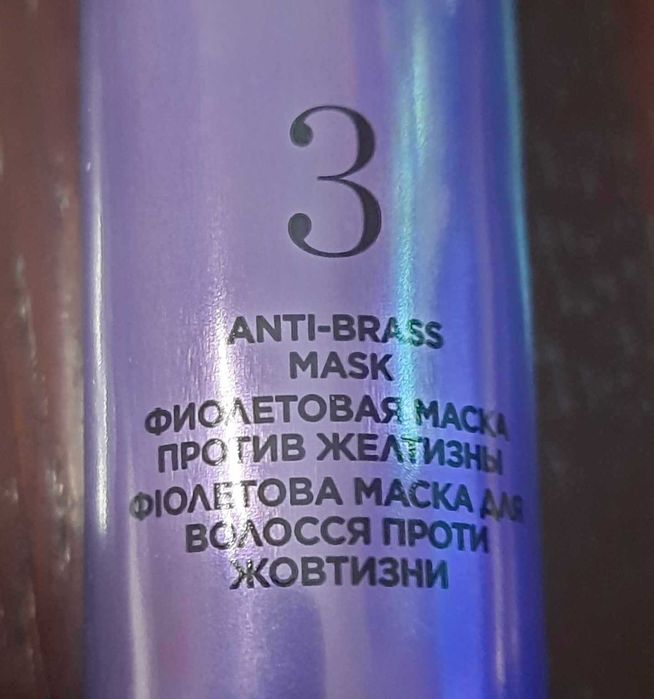 3
ANTI-BRASS
MASK
ФИОЛЕТОВАЯ МАСКА
ПРОТИВ ЖЕЛТИЗНЫ
ФІОЛЕТОВА МАСКА ДЛЯ
ВОЛОССЯ ПРОТИ
ЖОВТИЗНИ